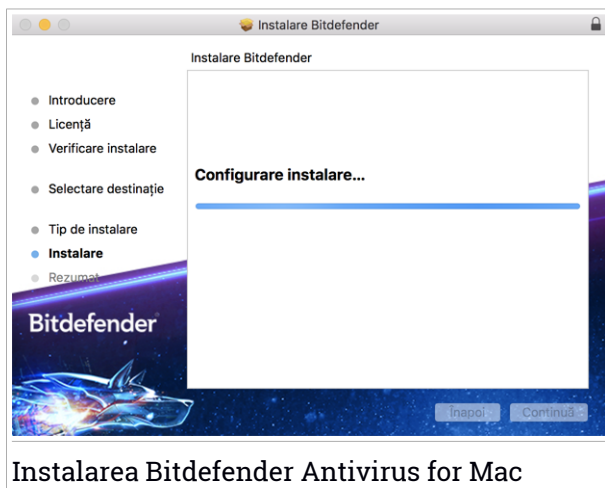 Instalare Bitdefender
Instalare Bitdefender
Introducere
Licență
Verificare instalare
Selectare destinație
Tip de instalare
Instalare
Rezumat
Configurare instalare...
Bitdefender
Înapoi
Continuă
Instalarea Bitdefender Antivirus for Mac